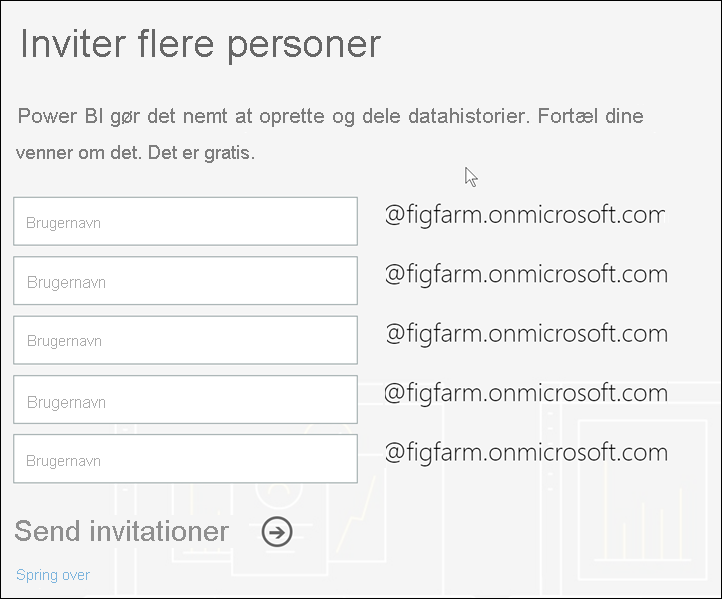 Inviter flere personer
Power BI gør det nemt at oprette og dele datahistorier. Fortæl dine
venner om det. Det er gratis.
Brugernavn @figfarm.onmicrosoft.com
Brugernavn @figfarm.onmicrosoft.com
Brugernavn @figfarm.onmicrosoft.com
Brugernavn @figfarm.onmicrosoft.com
Brugernavn @figfarm.onmicrosoft.com
Send invitationer
Spring over